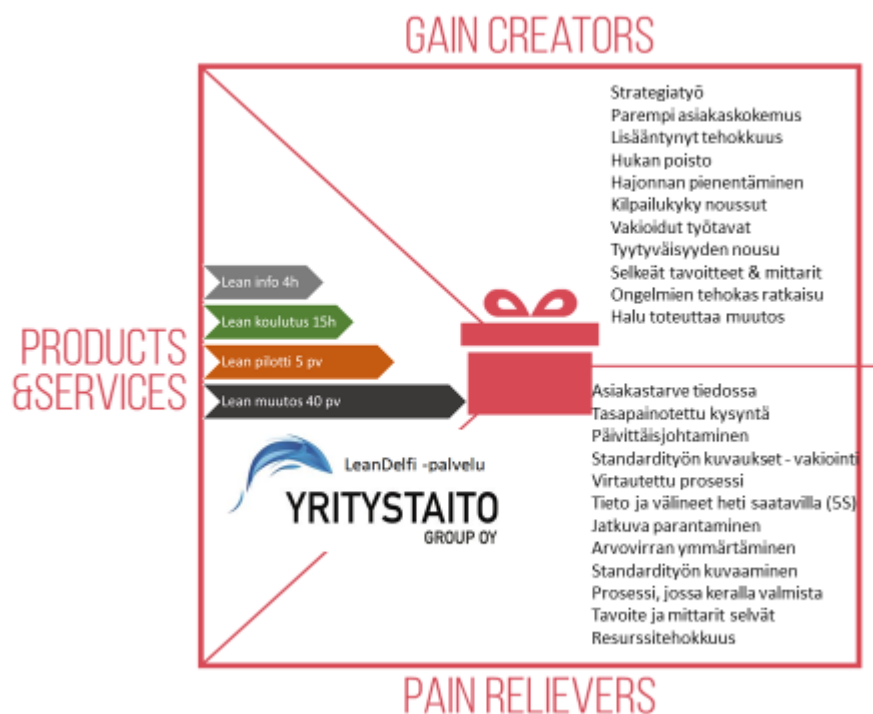 GAIN CREATORS
Strategiatyö
Parempi asiakaskokemus
Lisääntynyt tehokkuus
Hukan poisto
Hajonnan pienentäminen
Kilpailukyky noussut
Vakioidut työtavat
Tyytyväisyyden nousu
Selkeät tavoitteet & mittarit
Ongelmien tehokas ratkaisu
Halu toteuttaa muutos
PRODUCTS
&SERVICES
Lean info 4h
Lean koulutus 15h
Lean pilotti 5 pv
Lean muutos 40 pv
LeanDelfi -palvelu
YRITYSTAITO
GROUP OY
Asiakastarve tiedossa
Tasapainotettu kysyntä
Päivittäisjohtaminen
Standardityön kuvaukset - vakiointi
Virtautettu prosessi
Tieto ja välineet heti saatavilla (5S)
Jatkuva parantaminen
Arvovirran ymmärtäminen
Standardityön kuvaaminen
Prosessi, jossa keralla valmista
Tavoite ja mittarit selvät
Resurssitehokkuus
PAIN RELIEVERS